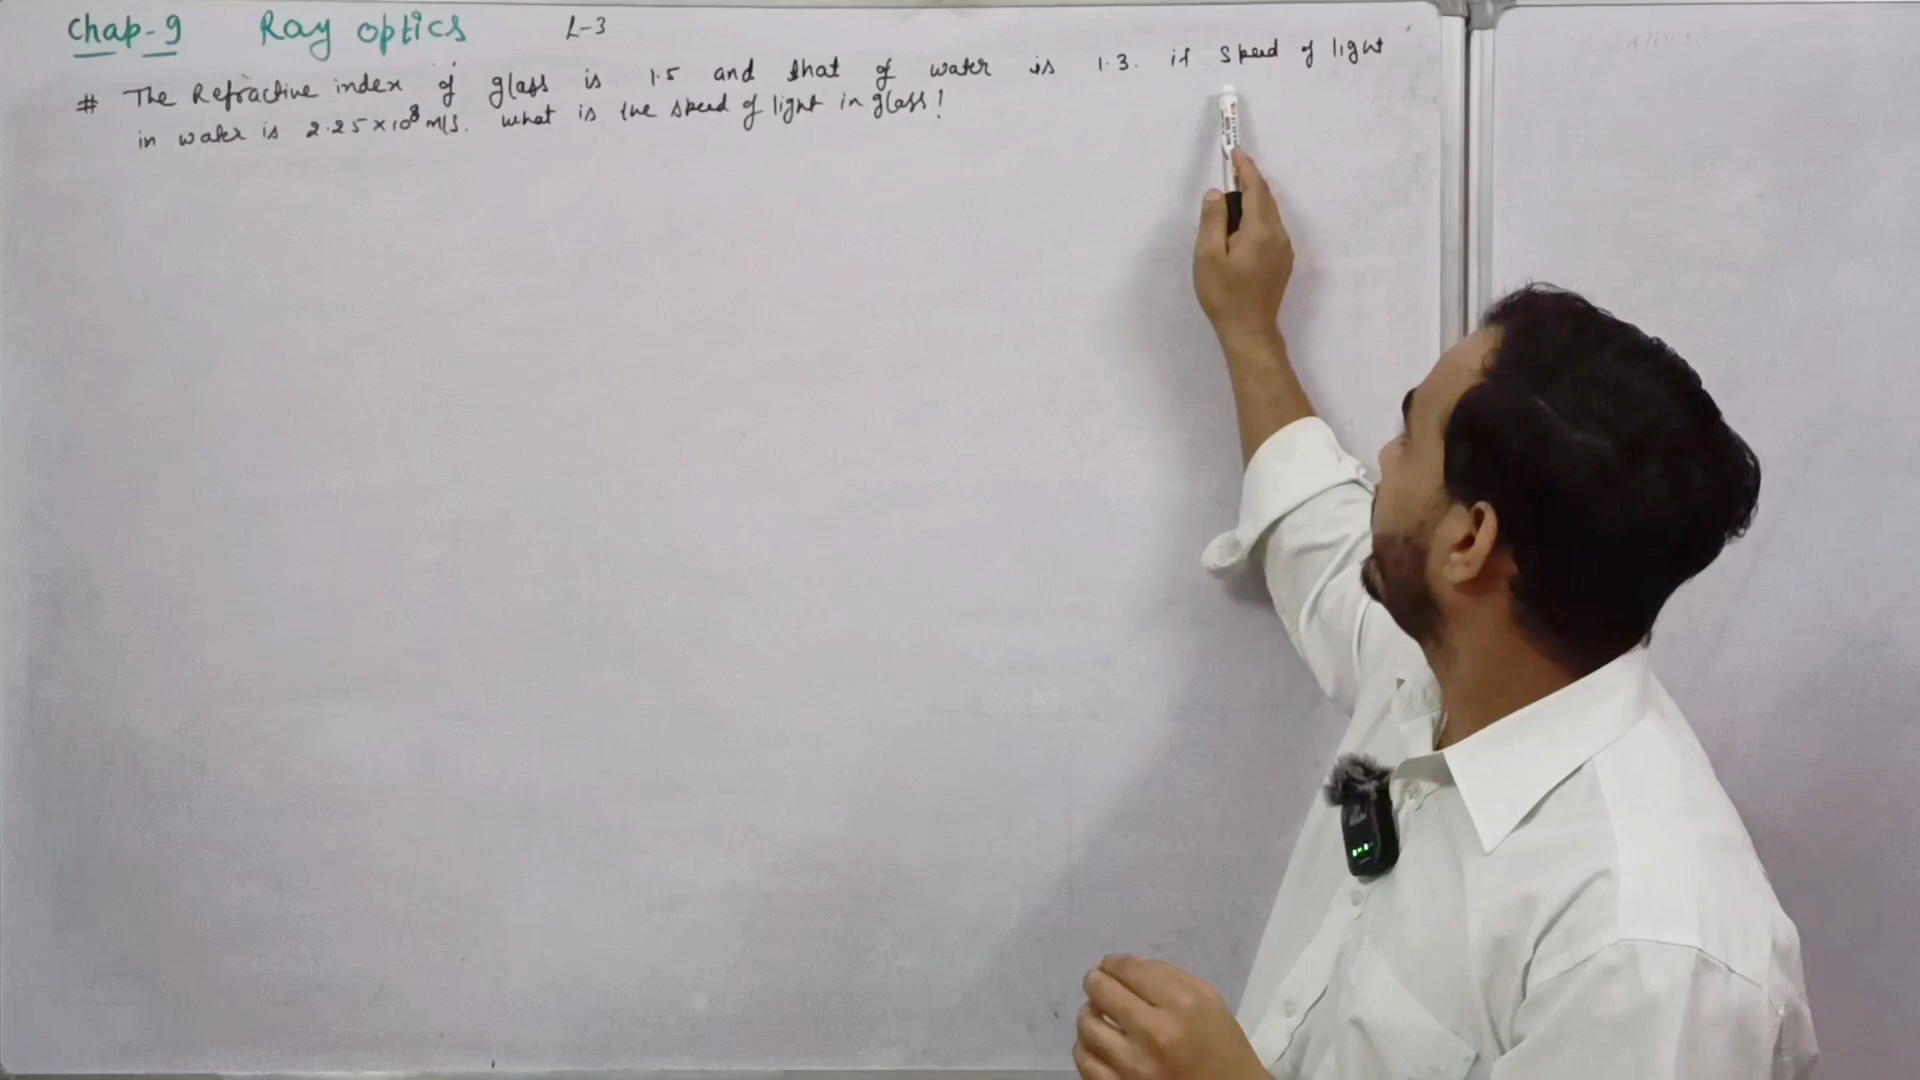 Chap-9 Ray optics L-3
# The Refractive index of glass is 1.5 and that of water is 1.3. if speed of light
in water is 2.25×10⁸ m/s. what is the speed of light in glass!